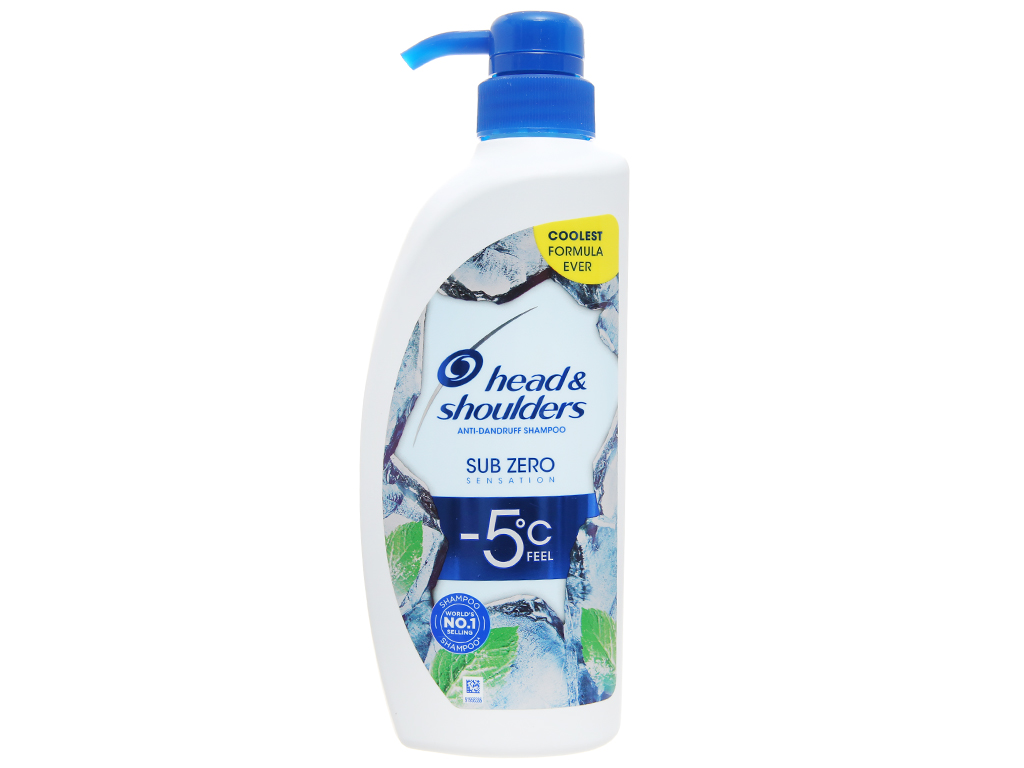 COOLEST
FORMULA
EVER
head &
shoulders
ANTI-DANDRUFF SHAMPOO
SUB ZERO
SENSATION
-5°C
FEEL
SHAMPOO
WORLD'S
NO.1
SELLING
SHAMPOO*